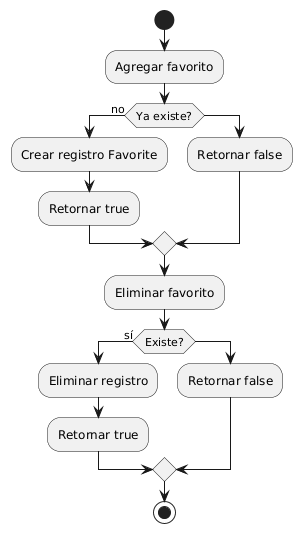 Agregar favorito
no
Ya existe?
Crear registro Favorite
Retornar false
Retornar true
Eliminar favorito
sí
Existe?
Eliminar registro
Retornar false
Retornar true